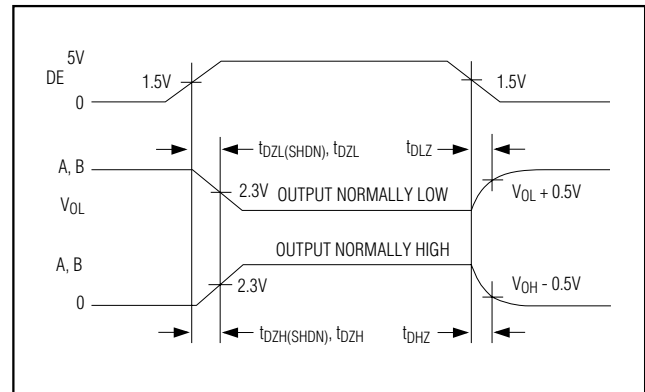 5V
DE
1.5V
1.5V
0
tDZL(SHDN), tDZL
tDLZ
A, B
2.3V
OUTPUT NORMALLY LOW
VOL + 0.5V
VOL
OUTPUT NORMALLY HIGH
A, B
2.3V
VOH - 0.5V
0
tDZH(SHDN), tDZH
tDHZ